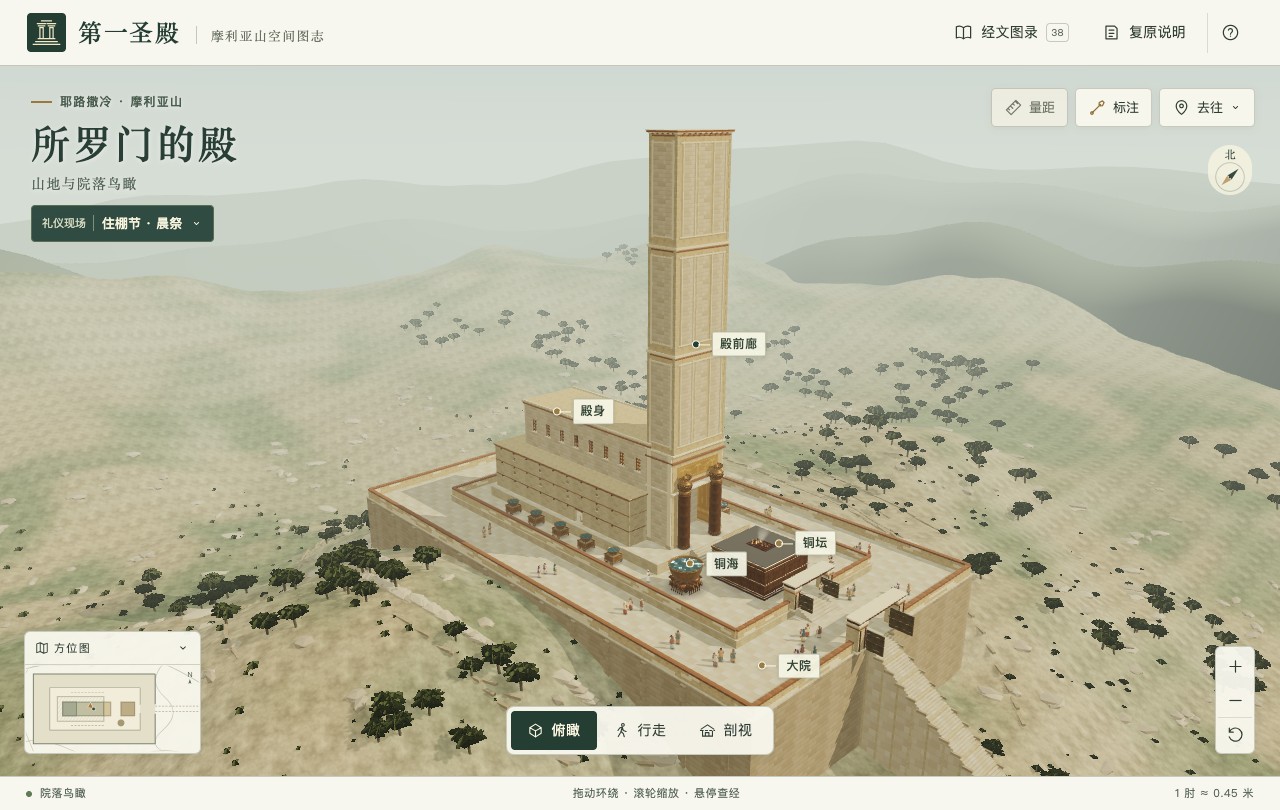 第一圣殿
摩利亚山空间图志
经文图录 38
复原说明
耶路撒冷 · 摩利亚山
所罗门的殿
山地与院落鸟瞰
礼仪现场 住棚节 · 晨祭
量距
标注
去往
北
殿前廊
殿身
铜坛
铜海
大院
方位图
N
俯瞰
行走
剖视
院落鸟瞰
拖动环绕 · 滚轮缩放 · 悬停查经
1 肘 ≈ 0.45 米